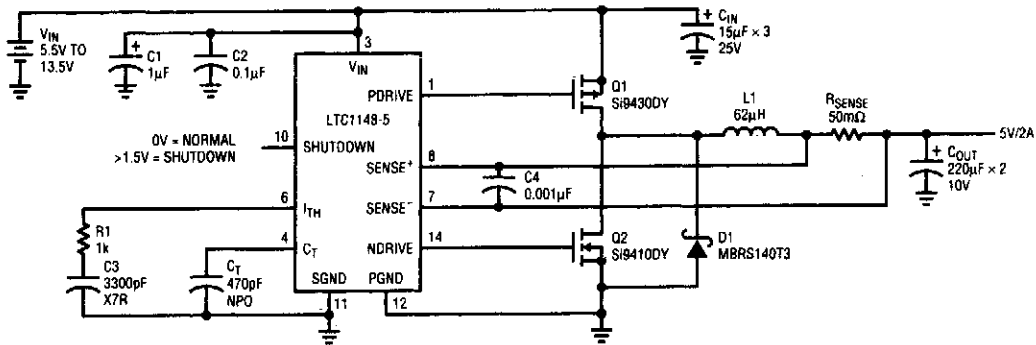 VIN
5.5V TO
13.5V
+
C1
1µF
C2
0.1µF
3
VIN
+
CIN
15µF × 3
25V
PDRIVE
1
Q1
Si9430DY
LTC1148-5
L1
62µH
RSENSE
50mΩ
0V = NORMAL
>1.5V = SHUTDOWN
10
SHUTDOWN
5V/2A
SENSE+
8
C4
0.001µF
+
COUT
220µF × 2
10V
6
ITH
SENSE−
7
R1
1k
4
CT
NDRIVE
14
Q2
Si9410DY
D1
MBRS140T3
C3
3300pF
X7R
CT
470pF
NPO
SGND
PGND
11
12